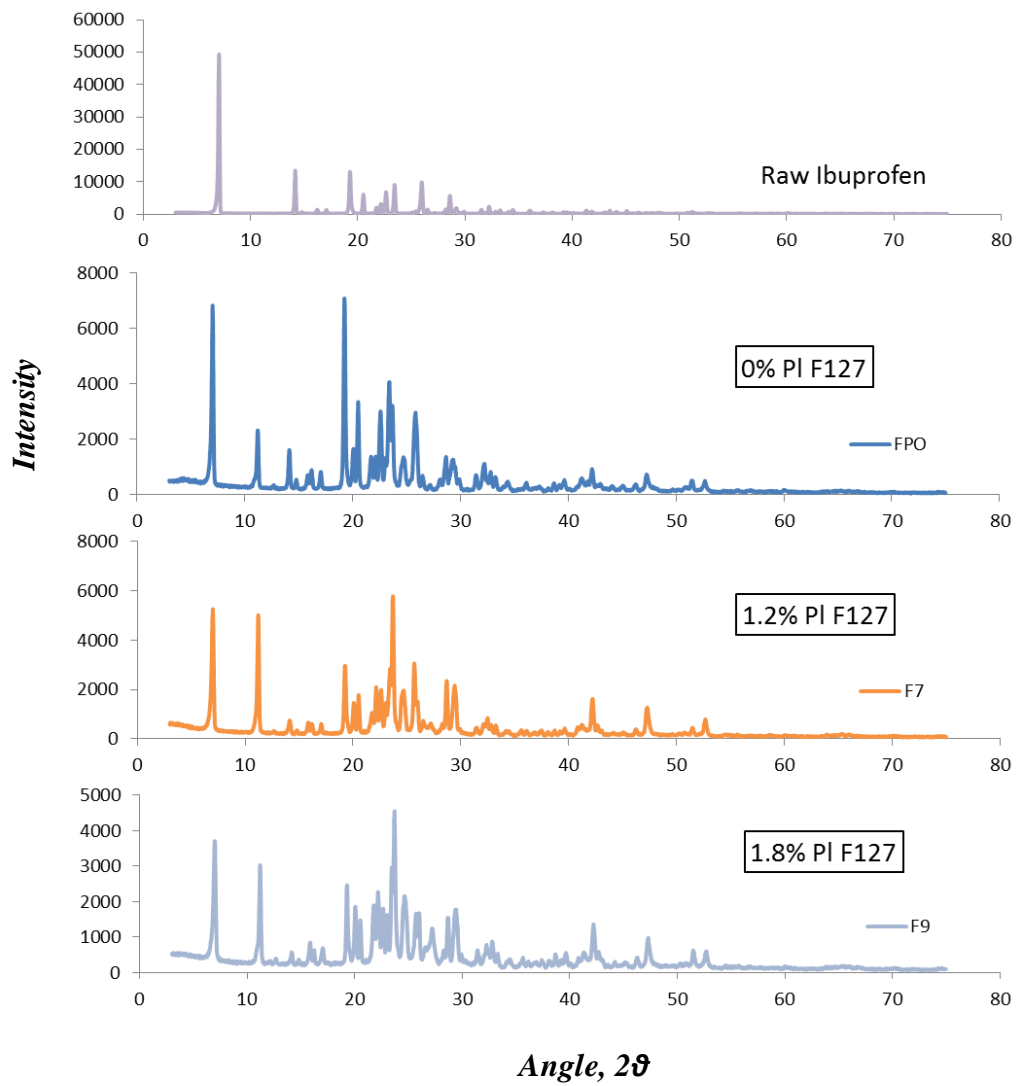 60000
50000
40000
30000
20000
10000
0
Raw Ibuprofen
0 10 20 30 40 50 60 70 80
8000
6000
4000
2000
0
0% Pl F127
FPO
0 10 20 30 40 50 60 70 80
Intensity
8000
6000
4000
2000
0
1.2% Pl F127
F7
0 10 20 30 40 50 60 70 80
5000
4000
3000
2000
1000
0
1.8% Pl F127
F9
0 10 20 30 40 50 60 70 80
Angle, 2ϑ